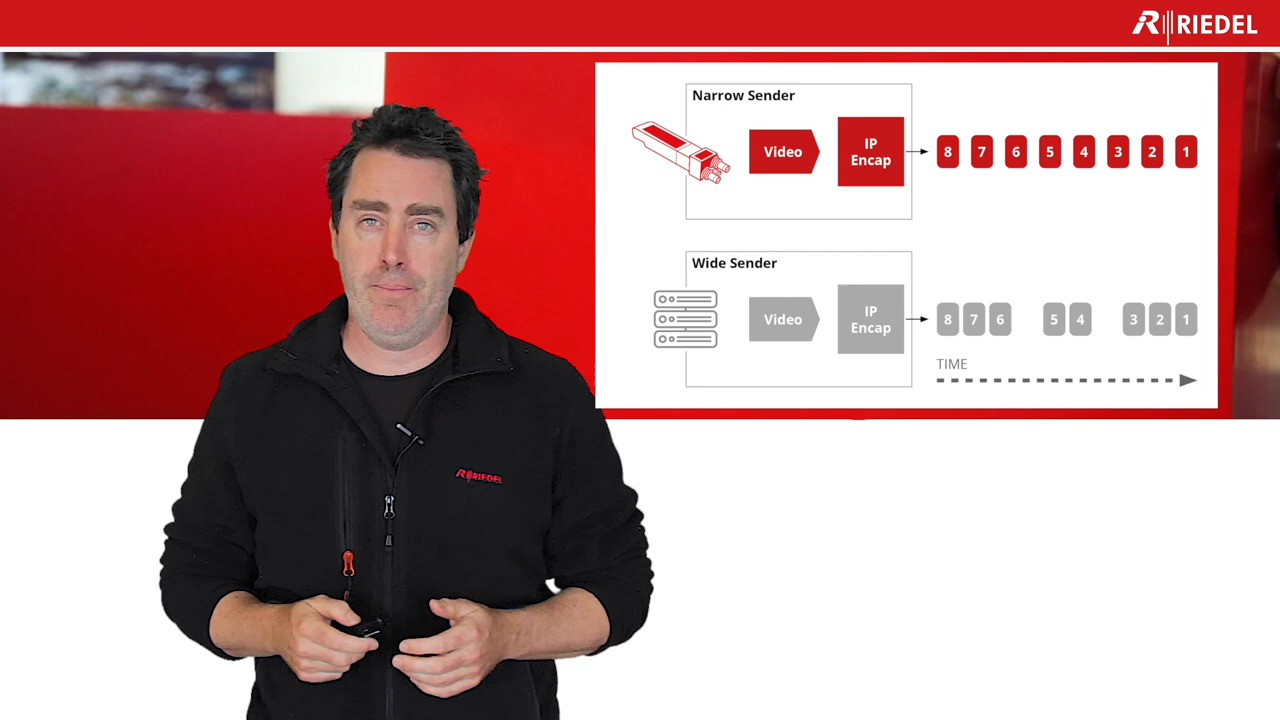 RIEDEL
Narrow Sender
Video
IP
Encap
8 7 6 5 4 3 2 1
Wide Sender
Video
IP
Encap
8 7 6 5 4 3 2 1
TIME
RIEDEL